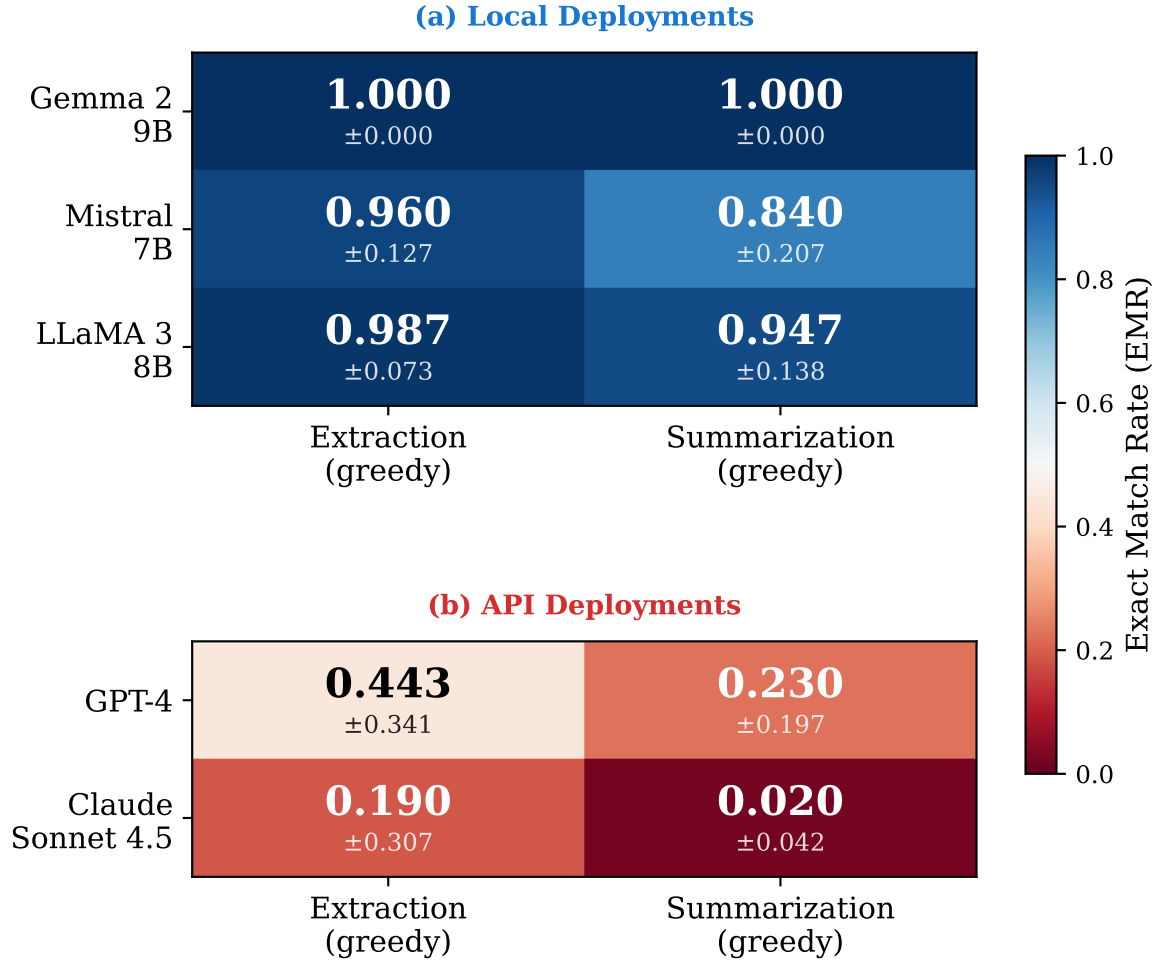 (a) Local Deployments
Gemma 2
9B
1.000
±0.000
1.000
±0.000
Mistral
7B
0.960
±0.127
0.840
±0.207
LLaMA 3
8B
0.987
±0.073
0.947
±0.138
Extraction
(greedy)
Summarization
(greedy)
(b) API Deployments
GPT-4
0.443
±0.341
0.230
±0.197
Claude
Sonnet 4.5
0.190
±0.307
0.020
±0.042
Extraction
(greedy)
Summarization
(greedy)
1.0
0.8
0.6
0.4
0.2
0.0
Exact Match Rate (EMR)